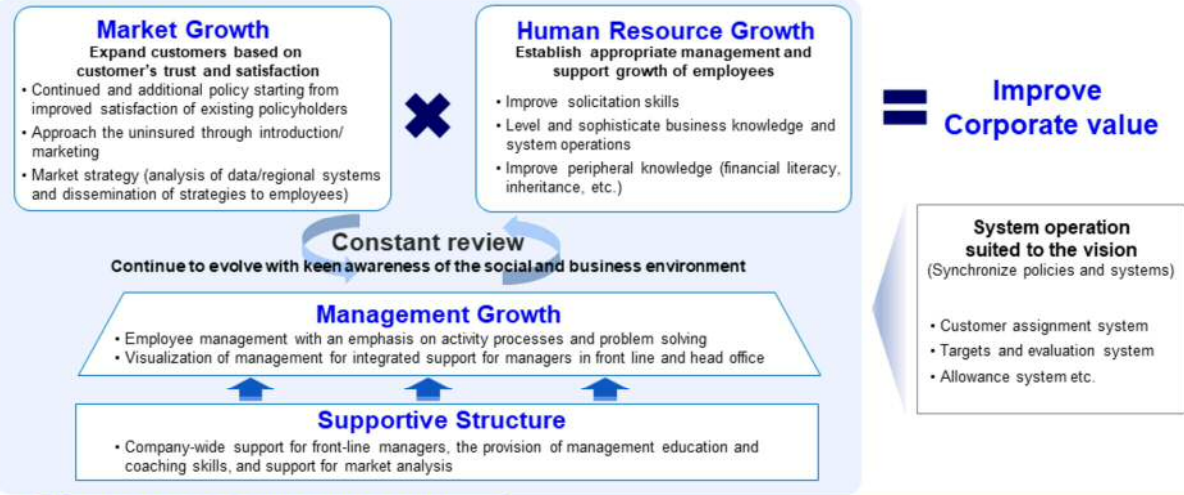 Market Growth
Expand customers based on
customer's trust and satisfaction
• Continued and additional policy starting from
improved satisfaction of existing policyholders
• Approach the uninsured through introduction/
marketing
• Market strategy (analysis of data/regional systems
and dissemination of strategies to employees)
Human Resource Growth
Establish appropriate management and
support growth of employees
• Improve solicitation skills
• Level and sophisticate business knowledge and
system operations
• Improve peripheral knowledge (financial literacy,
inheritance, etc.)
Improve
Corporate value
Constant review
Continue to evolve with keen awareness of the social and business environment
Management Growth
• Employee management with an emphasis on activity processes and problem solving
• Visualization of management for integrated support for managers in front line and head office
Supportive Structure
• Company-wide support for front-line managers, the provision of management education and
coaching skills, and support for market analysis
System operation
suited to the vision
(Synchronize policies and systems)
• Customer assignment system
• Targets and evaluation system
• Allowance system etc.